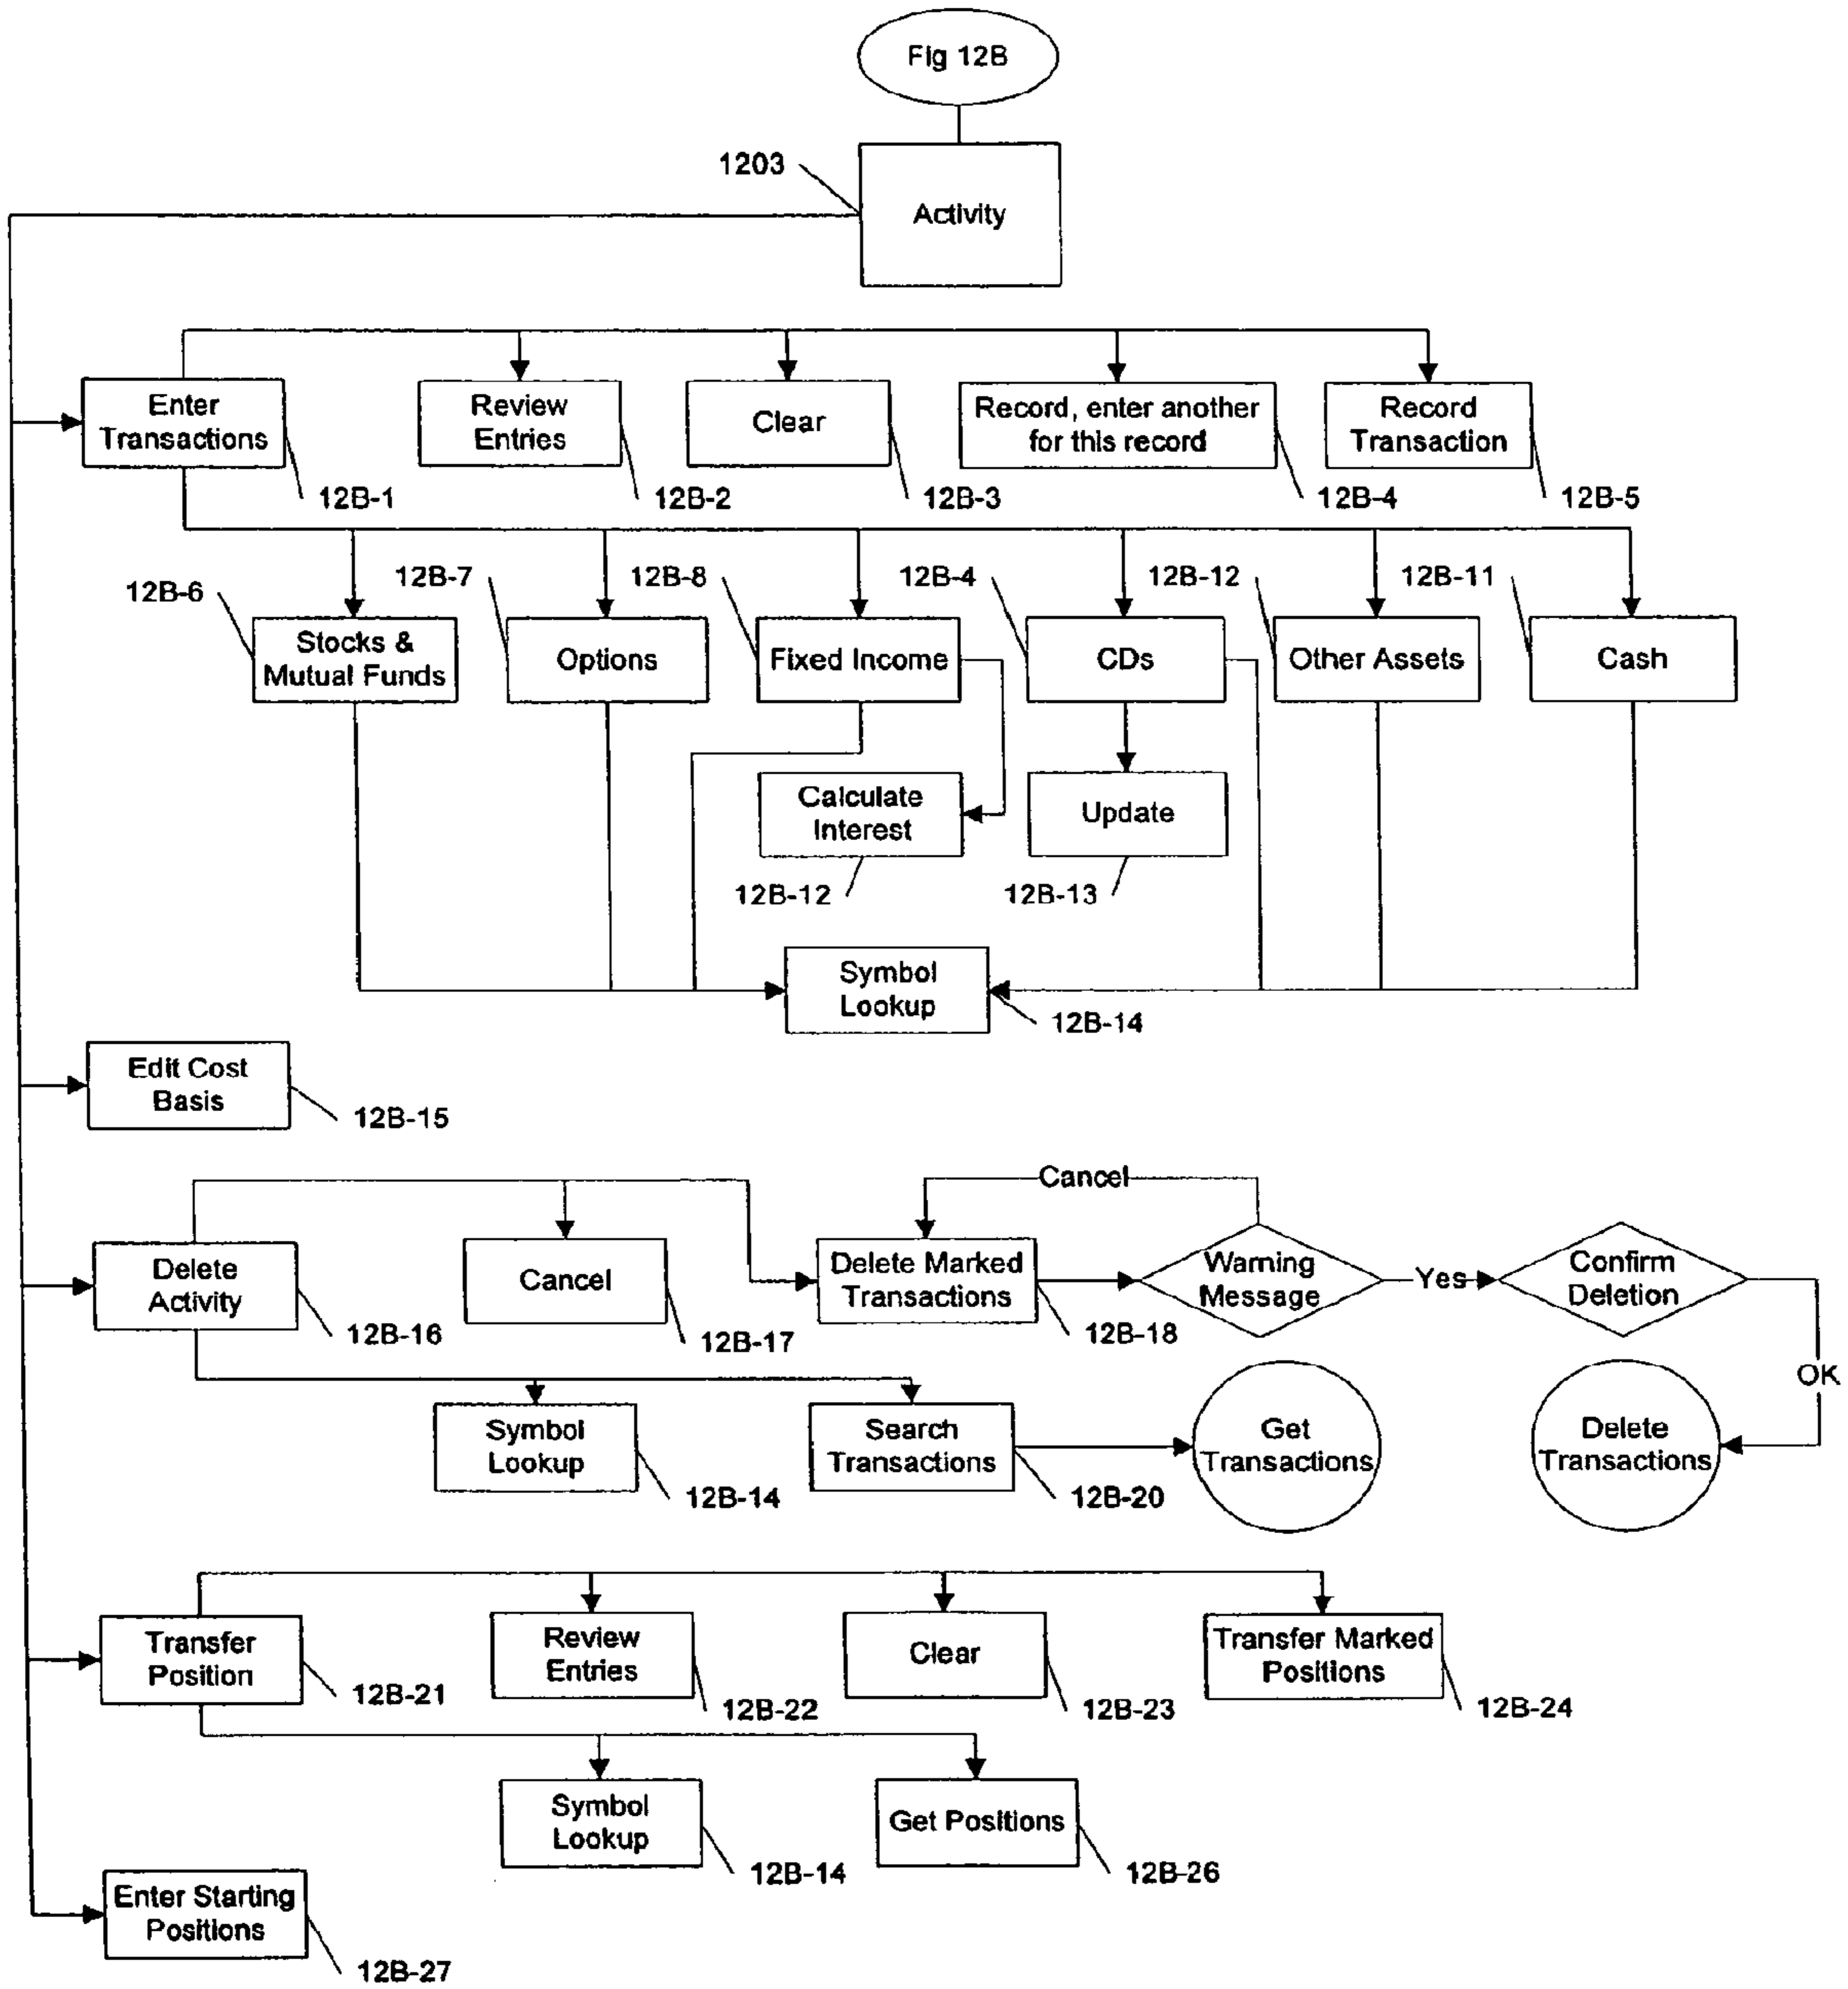 Fig 12B
1203
Activity
Enter
Transactions
Review
Entries
Clear
Record, enter another
for this record
Record
Transaction
12B-1
12B-2
12B-3
12B-4
12B-5
12B-6
12B-7
12B-8
12B-4
12B-12
12B-11
Stocks &
Mutual Funds
Options
Fixed Income
CDs
Other Assets
Cash
Calculate
Interest
Update
12B-12
12B-13
Symbol
Lookup
12B-14
Edit Cost
Basis
12B-15
Cancel
Delete
Activity
Cancel
Delete Marked
Transactions
Warning
Message
Yes
Confirm
Deletion
12B-16
12B-17
12B-18
OK
Symbol
Lookup
Search
Transactions
Get
Transactions
Delete
Transactions
12B-14
12B-20
Transfer
Position
Review
Entries
Clear
Transfer Marked
Positions
12B-21
12B-22
12B-23
12B-24
Symbol
Lookup
Get Positions
12B-14
12B-26
Enter Starting
Positions
12B-27